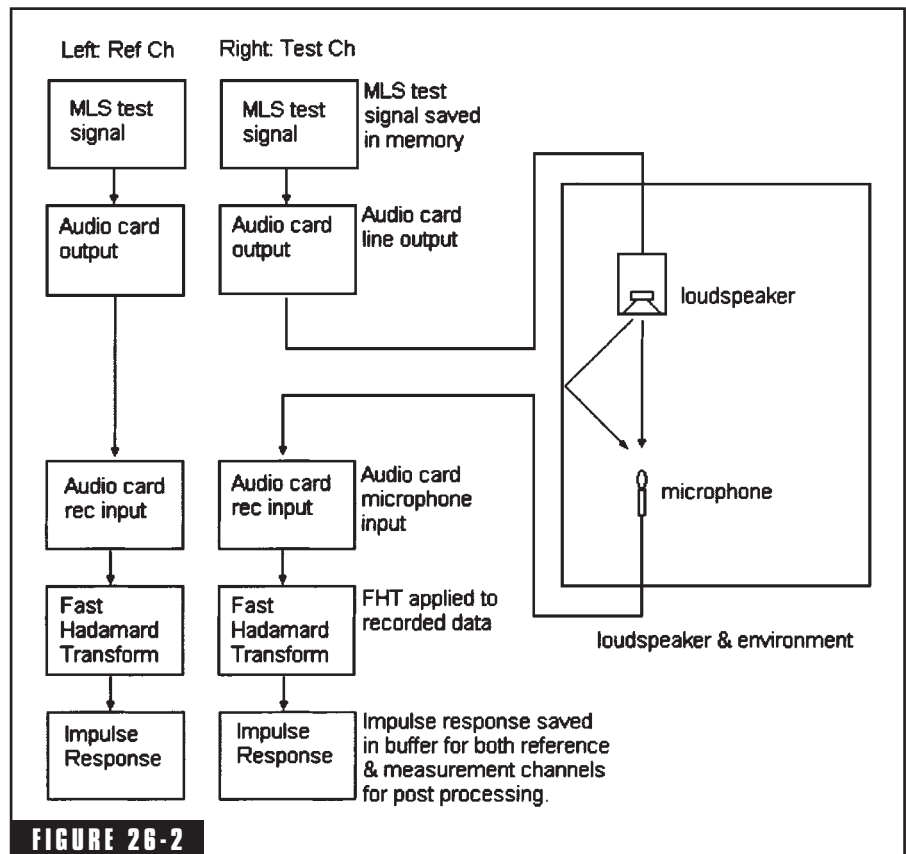 Left: Ref Ch
Right: Test Ch
MLS test
signal
MLS test
signal
MLS test
signal saved
in memory
Audio card
output
Audio card
output
Audio card
line output
loudspeaker
Audio card
rec input
Audio card
rec input
Audio card
microphone
input
microphone
Fast
Hadamard
Transform
Fast
Hadamard
Transform
FHT applied to
recorded data
loudspeaker & environment
Impulse
Response
Impulse
Response
Impulse response saved
in buffer for both reference
& measurement channels
for post processing.
FIGURE 26-2